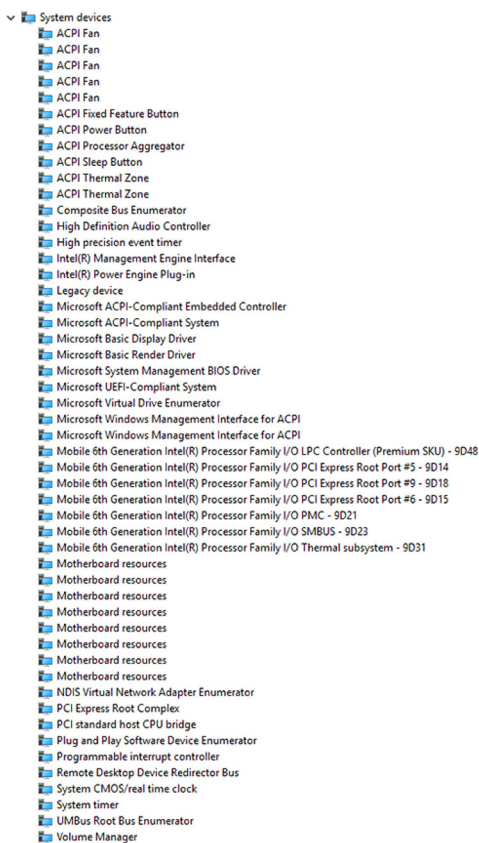 System devices
ACPI Fan
ACPI Fan
ACPI Fan
ACPI Fan
ACPI Fan
ACPI Fixed Feature Button
ACPI Power Button
ACPI Processor Aggregator
ACPI Sleep Button
ACPI Thermal Zone
ACPI Thermal Zone
Composite Bus Enumerator
High Definition Audio Controller
High precision event timer
Intel(R) Management Engine Interface
Intel(R) Power Engine Plug-in
Legacy device
Microsoft ACPI-Compliant Embedded Controller
Microsoft ACPI-Compliant System
Microsoft Basic Display Driver
Microsoft Basic Render Driver
Microsoft System Management BIOS Driver
Microsoft UEFI-Compliant System
Microsoft Virtual Drive Enumerator
Microsoft Windows Management Interface for ACPI
Microsoft Windows Management Interface for ACPI
Mobile 6th Generation Intel(R) Processor Family I/O LPC Controller (Premium SKU) - 9D48
Mobile 6th Generation Intel(R) Processor Family I/O PCI Express Root Port #5 - 9D14
Mobile 6th Generation Intel(R) Processor Family I/O PCI Express Root Port #9 - 9D18
Mobile 6th Generation Intel(R) Processor Family I/O PCI Express Root Port #6 - 9D15
Mobile 6th Generation Intel(R) Processor Family I/O PMC - 9D21
Mobile 6th Generation Intel(R) Processor Family I/O SMBUS - 9D23
Mobile 6th Generation Intel(R) Processor Family I/O Thermal subsystem - 9D31
Motherboard resources
Motherboard resources
Motherboard resources
Motherboard resources
Motherboard resources
Motherboard resources
Motherboard resources
Motherboard resources
NDIS Virtual Network Adapter Enumerator
PCI Express Root Complex
PCI standard host CPU bridge
Plug and Play Software Device Enumerator
Programmable interrupt controller
Remote Desktop Device Redirector Bus
System CMOS/real time clock
System timer
UMBus Root Bus Enumerator
Volume Manager